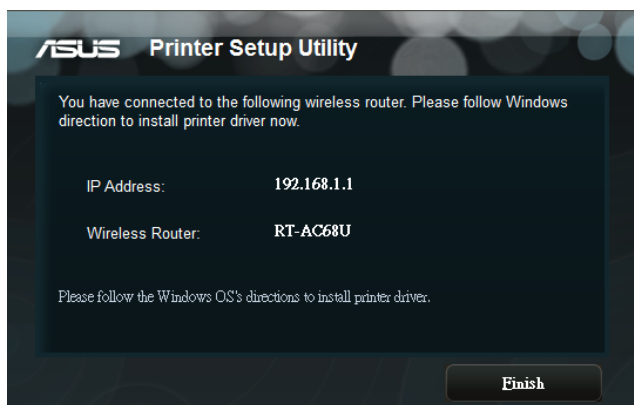 ASUS Printer Setup Utility
You have connected to the following wireless router. Please follow Windows
direction to install printer driver now.
IP Address: 192.168.1.1
Wireless Router: RT-AC68U
Please follow the Windows OS's directions to install printer driver.
Finish